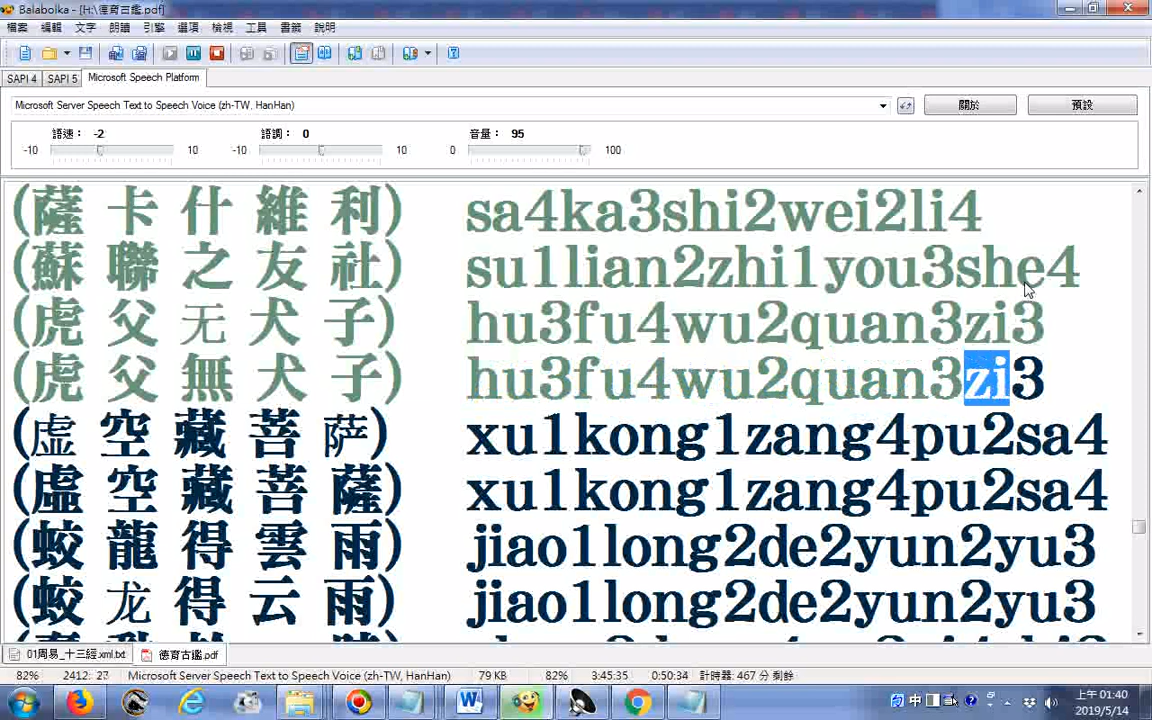 Balabolka - [H:\德育古鑑.pdf]
檔案 編輯 文字 朗讀 引擎 選項 檢視 工具 書籤 說明
SAPI 4 SAPI 5 Microsoft Speech Platform
Microsoft Server Speech Text to Speech Voice (zh-TW, HanHan) 關於 預設
語速： -2 語調： 0 音量： 95
-10 10 -10 10 0 100
(薩卡什維利) sa4ka3shi2wei2li4
(蘇聯之友社) su1lian2zhi1you3she4
(虎父无犬子) hu3fu4wu2quan3zi3
(虎父無犬子) hu3fu4wu2quan3zi3
(虚空藏菩萨) xu1kong1zang4pu2sa4
(虛空藏菩薩) xu1kong1zang4pu2sa4
(蛟龍得雲雨) jiao1long2de2yun2yu3
(蛟龙得云雨) jiao1long2de2yun2yu3
01周易_十三經.xml.txt 德育古鑑.pdf
82% 2412: 27 Microsoft Server Speech Text to Speech Voice (zh-TW, HanHan) 79 KB 82% 3:45:35 0:50:34 計時器: 467 分 剩餘
中 上午 01:40
2019/5/14